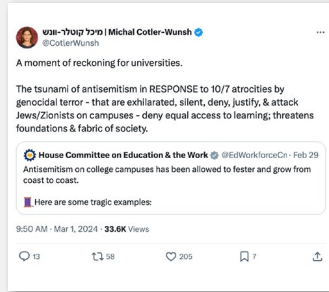 מיכל קוטלר-וונש | Michal Cotler-Wunsh
@CotlerWunsh
A moment of reckoning for universities.
The tsunami of antisemitism in RESPONSE to 10/7 atrocities by
genocidal terror - that are exhilarated, silent, deny, justify, & attack
Jews/Zionists on campuses - deny equal access to learning; threatens
foundations & fabric of society.
House Committee on Education & the Work @EdWorkforceCn · Feb 29
Antisemitism on college campuses has been allowed to fester and grow from
coast to coast.
Here are some tragic examples:
9:50 AM · Mar 1, 2024 · 33.6K Views
13 58 205 7